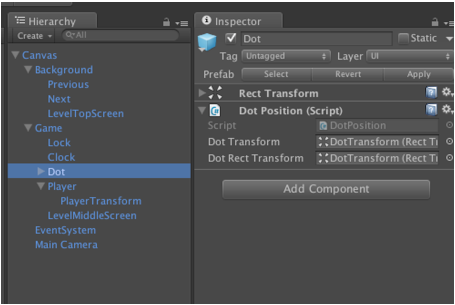 Hierarchy
Create
All
Canvas
Background
Previous
Next
LevelTopScreen
Game
Lock
Clock
Dot
Player
PlayerTransform
LevelMiddleScreen
EventSystem
Main Camera
Inspector
Dot Static
Tag Untagged Layer UI
Prefab Select Revert Apply
Rect Transform
Dot Position (Script)
Script DotPosition
Dot Transform DotTransform (Rect T
Dot Rect Transform DotTransform (Rect T
Add Component